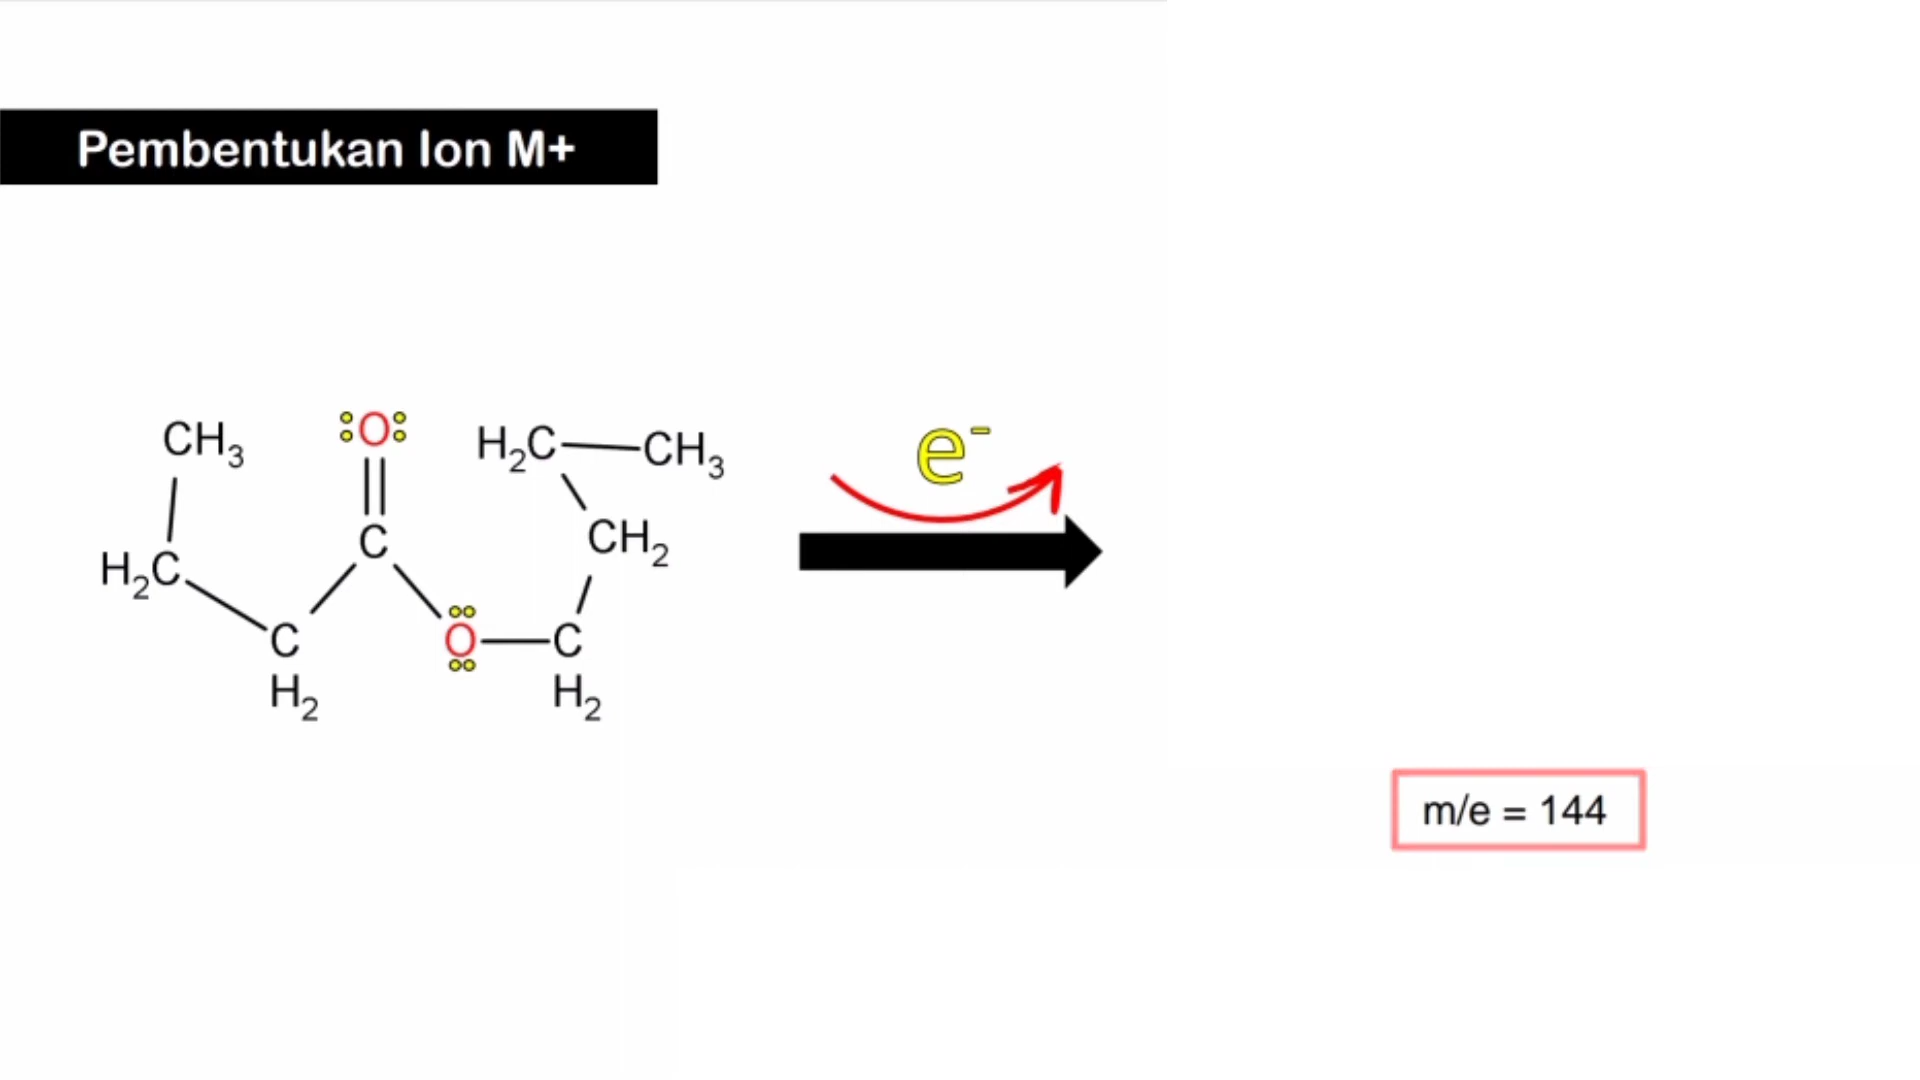 Pembentukan Ion M+
CH₃
:O:
H₂C
CH₃
e⁻
C
CH₂
H₂C
C
O
C
H₂
H₂
m/e = 144